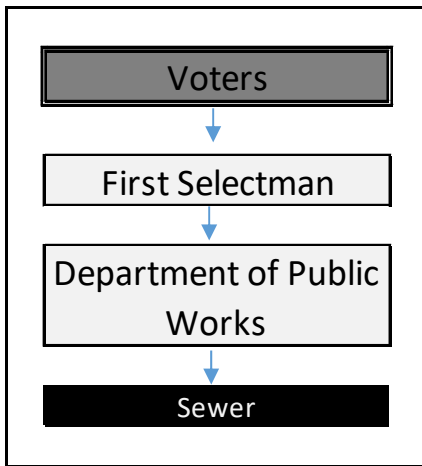 Voters
First Selectman
Department of Public
Works
Sewer